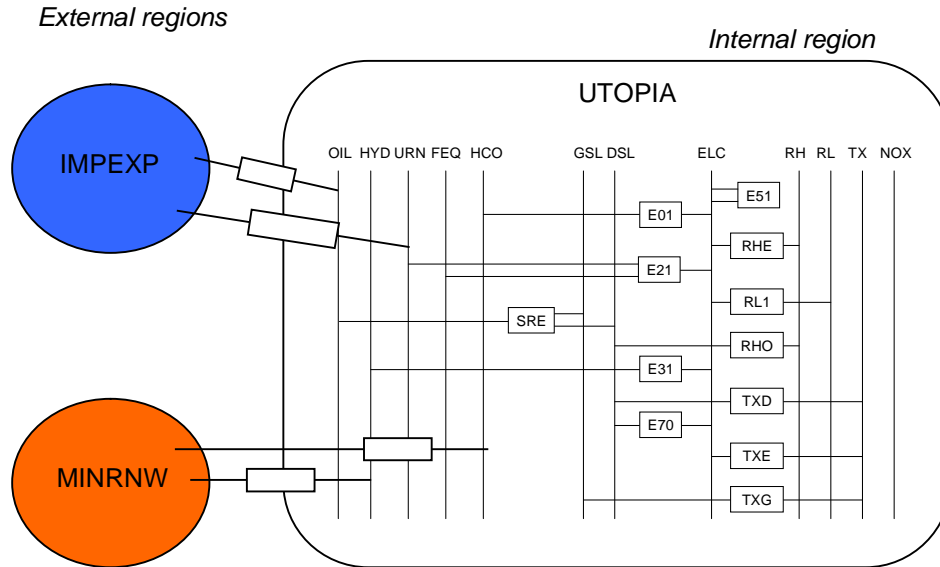 External regions
Internal region
UTOPIA
IMPEXP
OIL HYD URN FEQ HCO GSL DSL ELC RH RL TX NOX
E51
E01
RHE
E21
RL1
SRE
RHO
E31
TXD
E70
MINRNW
TXE
TXG